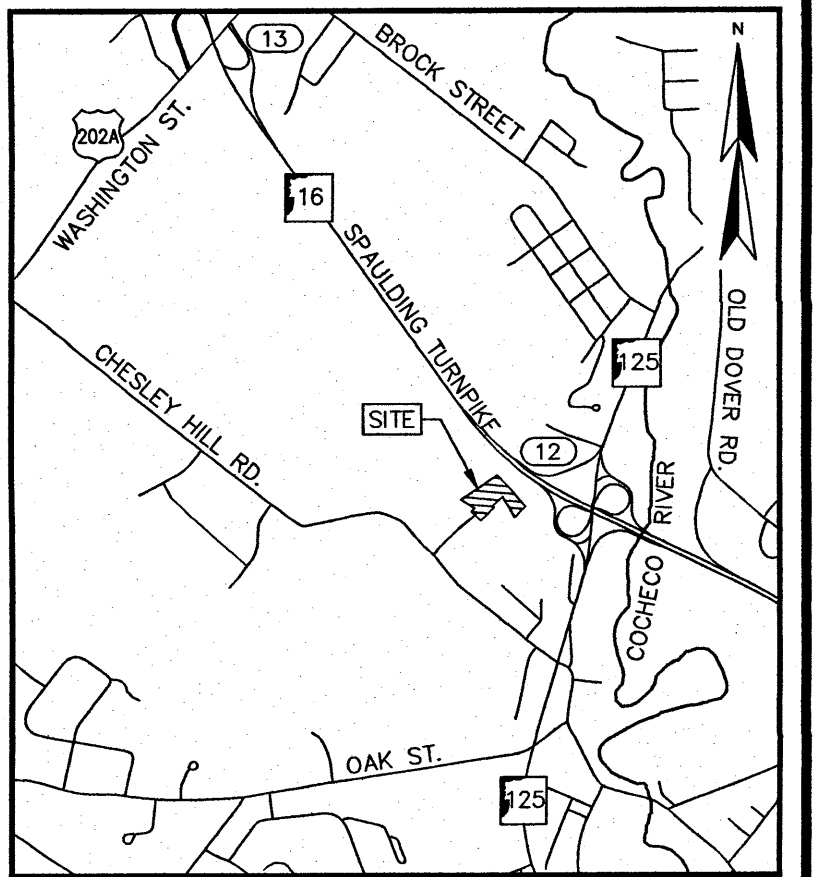 N
13
BROCK STREET
202A
WASHINGTON ST.
16
SPAULDING TURNPIKE
125
OLD DOVER RD.
CHESLEY HILL RD.
SITE
12
COCHECO RIVER
OAK ST.
125